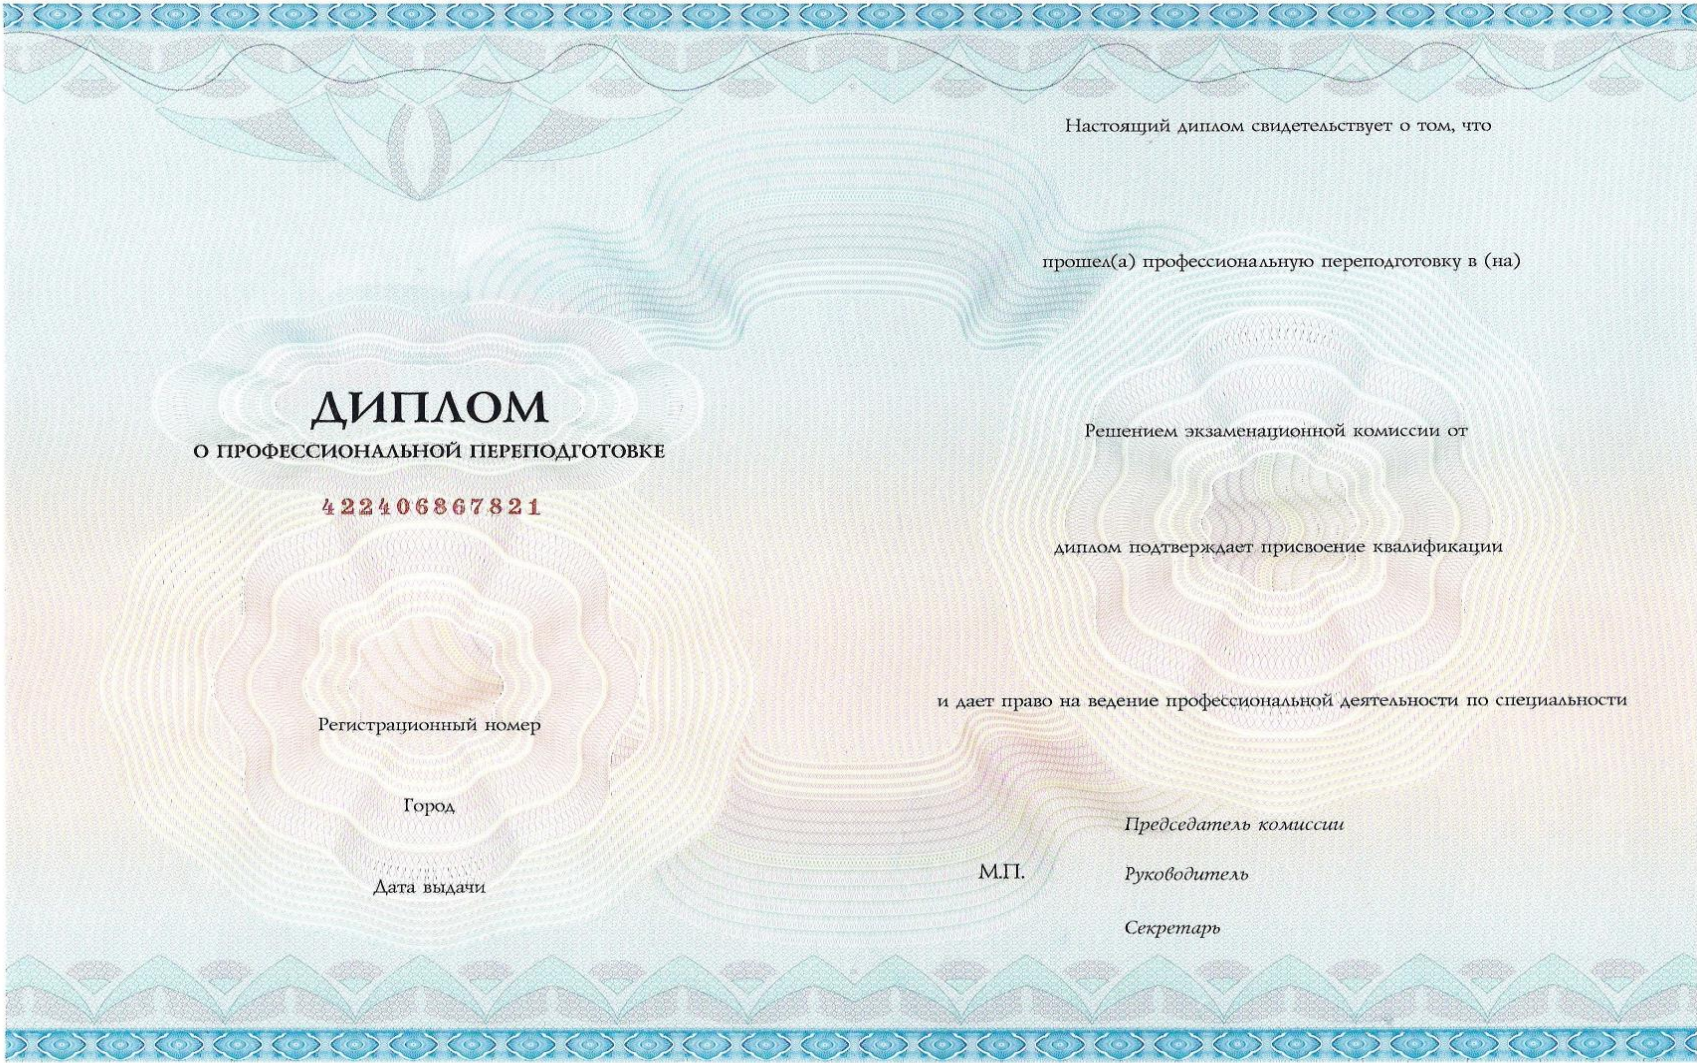 ДИПЛОМ
О ПРОФЕССИОНАЛЬНОЙ ПЕРЕПОДГОТОВКЕ
422406867821
Регистрационный номер
Город
Дата выдачи
Настоящий диплом свидетельствует о том, что
прошел(а) профессиональную переподготовку в (на)
Решением экзаменационной комиссии от
диплом подтверждает присвоение квалификации
и дает право на ведение профессиональной деятельности по специальности
Председатель комиссии
М.П.
Руководитель
Секретарь